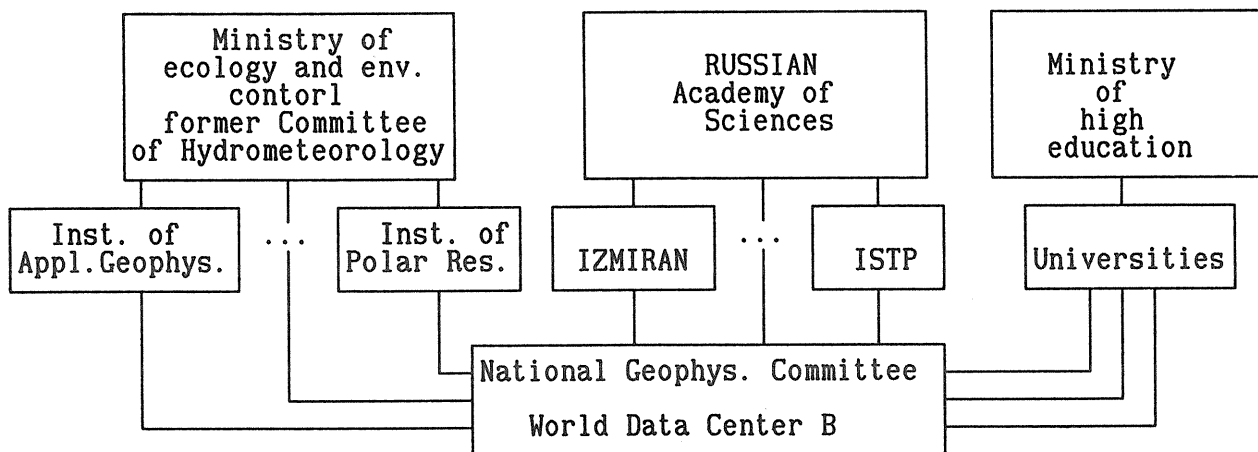 Ministry of
ecology and env.
contorl
former Committee
of Hydrometeorology
RUSSIAN
Academy of
Sciences
Ministry
of
high
education
Inst. of
Appl.Geophys.
...
Inst. of
Polar Res.
IZMIRAN
...
ISTP
Universities
National Geophys. Committee
World Data Center B